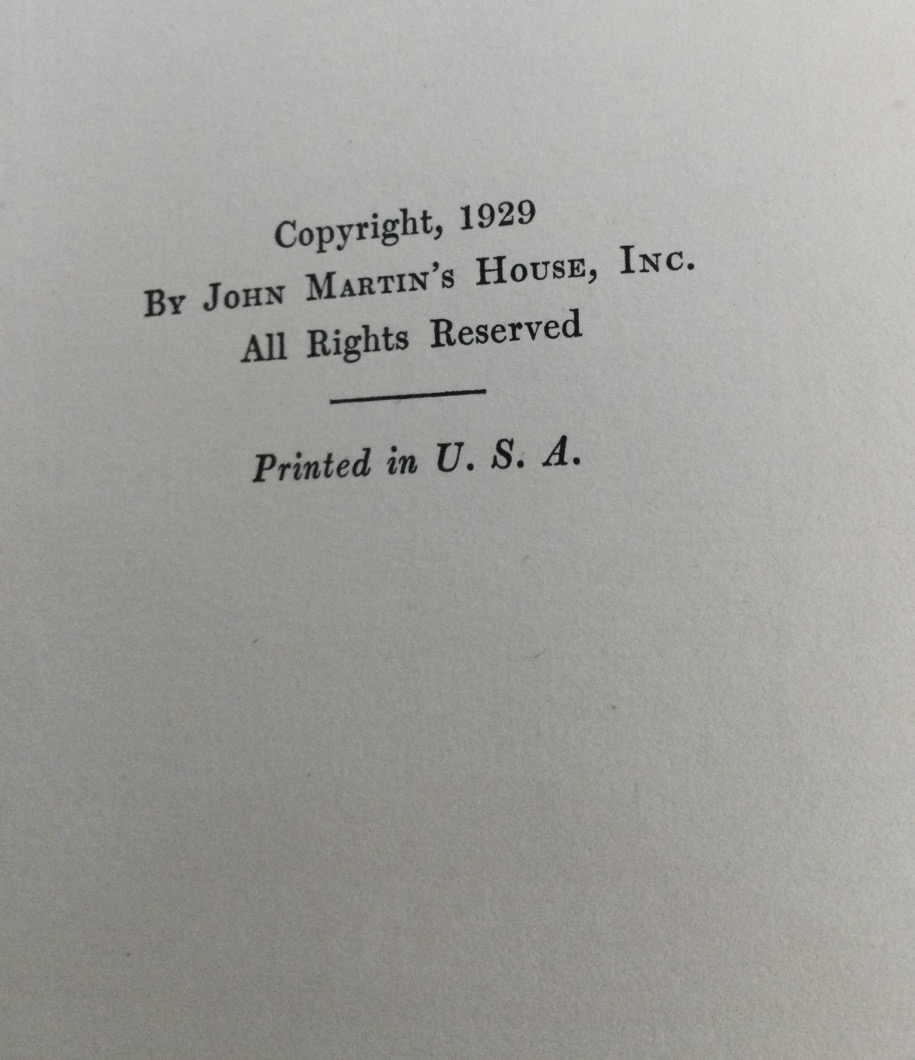 Copyright, 1929
By John Martin's House, Inc.
All Rights Reserved
Printed in U. S. A.